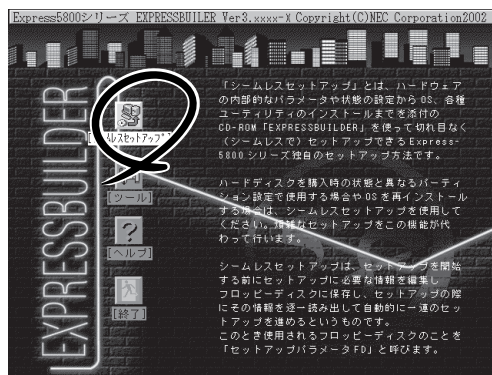 Express5800シリーズ EXPRESSBUILER Ver3.xxxx-X Copyright(C)NEC Corporation2002
EXPRESSBUILDER
ムレスセットアップ
[ツール]
[ヘルプ]
[終了]
「シームレスセットアップ」とは、ハードウェア
の内部的なパラメータや状態の設定から OS、各種
ユーティリティのインストールまでを添付の
CD-ROM「EXPRESSBUILDER」を使って切れ目なく
(シームレスで) セットアップできる Express-
5800 シリーズ独自のセットアップ方法です。
ハードディスクを購入時の状態と異なるパーティ
ション設定で使用する場合や OS を再インストール
する場合は、シームレスセットアップを使用して
ください。煩雑なセットアップをこの機能が代
わって行います。
シームレスセットアップは、セットアップを開始
する前にセットアップに必要な情報を編集し
フロッピーディスクに保存し、セットアップの際
にその情報を逐一読み出して自動的に一連のセッ
トアップを進めるというものです。
このとき使用されるフロッピーディスクのことを
「セットアップパラメータFD」と呼びます。